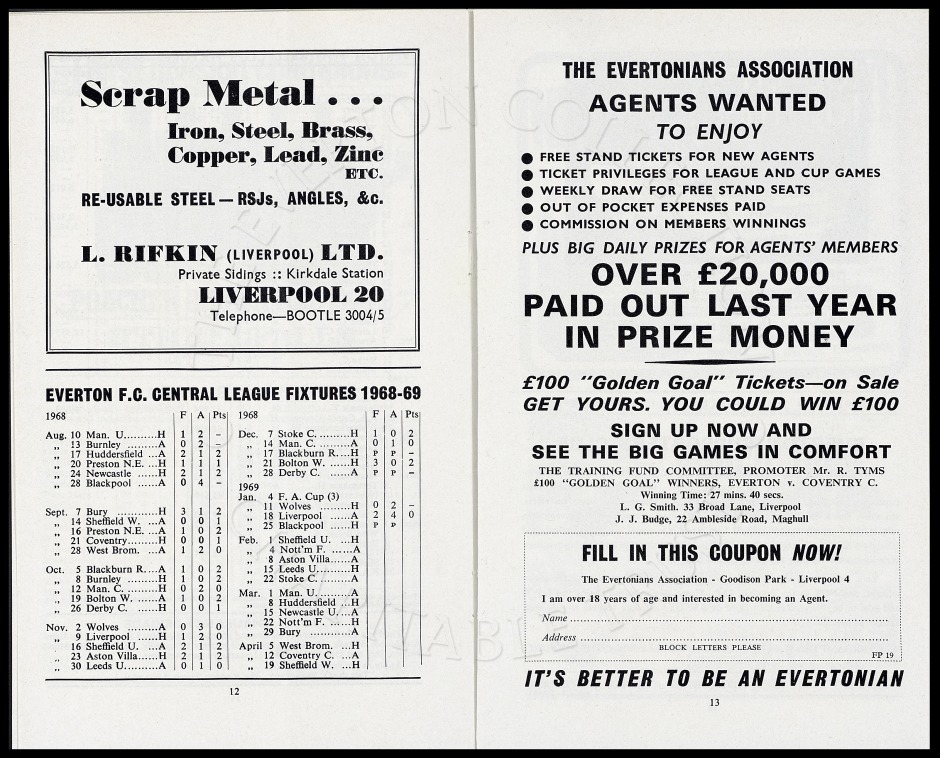 Scrap Metal . . .
Iron, Steel, Brass,
Copper, Lead, Zinc
ETC.
RE-USABLE STEEL — RSJs, ANGLES, &c.
L. RIFKIN (LIVERPOOL) LTD.
Private Sidings :: Kirkdale Station
LIVERPOOL 20
Telephone—BOOTLE 3004/5
EVERTON F.C. CENTRAL LEAGUE FIXTURES 1968-69
1968 F A Pts
Aug. 10 Man. U.........H 1 2 –
„ 13 Burnley .........A 0 2 –
„ 17 Huddersfield ...A 2 1 2
„ 20 Preston N.E. ...H 1 1 1
„ 24 Newcastle ......H 2 1 2
„ 28 Blackpool ......A 0 4 –
Sept. 7 Bury ............H 3 1 2
„ 14 Sheffield W. ...A 0 0 1
„ 16 Preston N.E. ...A 1 0 2
„ 21 Coventry.........H 0 0 1
„ 28 West Brom. ...A 1 2 0
Oct. 5 Blackburn R....A 1 0 2
„ 8 Burnley .........H 1 0 2
„ 12 Man. C. .........H 0 2 0
„ 19 Bolton W. ......A 1 0 2
„ 26 Derby C. ......H 0 0 1
Nov. 2 Wolves .........A 0 3 0
„ 9 Liverpool ......H 1 2 0
16 Sheffield U. ...A 2 1 2
„ 23 Aston Villa......H 2 1 2
„ 30 Leeds U.........A 0 1 0
1968 F A Pts
Dec. 7 Stoke C. .........H 1 0 2
„ 14 Man. C. .........A 0 1 0
„ 17 Blackburn R....H P P –
„ 21 Bolton W. ......H 3 0 2
„ 28 Derby C. ......A P P –
1969
Jan. 4 F. A. Cup (3)
„ 11 Wolves .........H 0 2 –
„ 18 Liverpool ......A 2 4 0
„ 25 Blackpool ......H P P
Feb. 1 Sheffield U. ...H
„ 4 Nott'm F. ......A
„ 8 Aston Villa......A
„ 15 Leeds U.........H
„ 22 Stoke C. .........A
Mar. 1 Man. U. .........A
„ 8 Huddersfield ...H
„ 15 Newcastle U. ...A
„ 22 Nott'm F. ......H
„ 29 Bury ............A
April 5 West Brom. ...H
„ 12 Coventry C. ...A
„ 19 Sheffield W. ...H
12
THE EVERTONIANS ASSOCIATION
AGENTS WANTED
TO ENJOY
● FREE STAND TICKETS FOR NEW AGENTS
● TICKET PRIVILEGES FOR LEAGUE AND CUP GAMES
● WEEKLY DRAW FOR FREE STAND SEATS
● OUT OF POCKET EXPENSES PAID
● COMMISSION ON MEMBERS WINNINGS
PLUS BIG DAILY PRIZES FOR AGENTS' MEMBERS
OVER £20,000
PAID OUT LAST YEAR
IN PRIZE MONEY
£100 "Golden Goal" Tickets—on Sale
GET YOURS. YOU COULD WIN £100
SIGN UP NOW AND
SEE THE BIG GAMES IN COMFORT
THE TRAINING FUND COMMITTEE, PROMOTER Mr. R. TYMS
£100 "GOLDEN GOAL" WINNERS, EVERTON v. COVENTRY C.
Winning Time: 27 mins. 40 secs.
L. G. Smith. 33 Broad Lane, Liverpool
J. J. Budge, 22 Ambleside Road, Maghull
FILL IN THIS COUPON NOW!
The Evertonians Association - Goodison Park - Liverpool 4
I am over 18 years of age and interested in becoming an Agent.
Name
Address
BLOCK LETTERS PLEASE
FP 19
IT'S BETTER TO BE AN EVERTONIAN
13